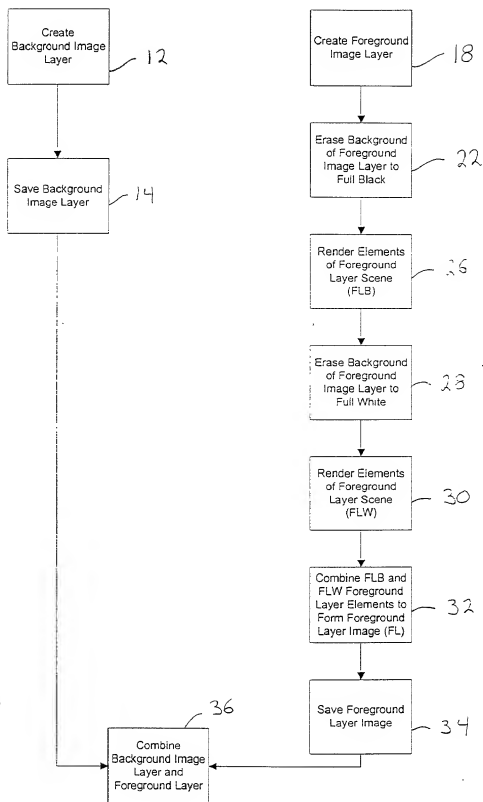 Create
Background Image
Layer
12
Save Background
Image Layer
14
Create Foreground
Image Layer
18
Erase Background
of Foreground
Image Layer to
Full Black
22
Render Elements
of Foreground
Layer Scene
(FLB)
26
Erase Background
of Foreground
Image Layer to
Full White
28
Render Elements
of Foreground
Layer Scene
(FLW)
30
Combine FLB and
FLW Foreground
Layer Elements to
Form Foreground
Layer Image (FL)
32
Save Foreground
Layer Image
34
36
Combine
Background Image
Layer and
Foreground Layer